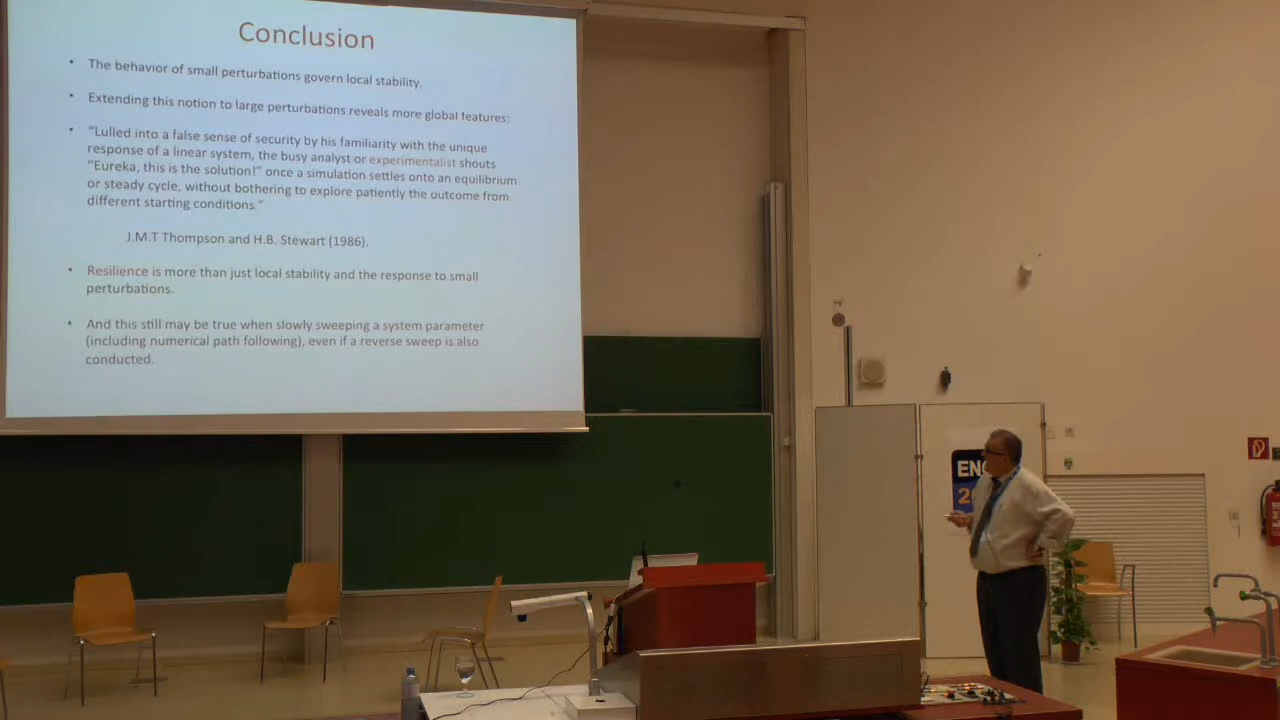 Conclusion
• The behavior of small perturbations govern local stability.
• Extending this notion to large perturbations reveals more global features:
• "Lulled into a false sense of security by his familiarity with the unique
response of a linear system, the busy analyst or experimentalist shouts
"Eureka, this is the solution!" once a simulation settles onto an equilibrium
or steady cycle, without bothering to explore patiently the outcome from
different starting conditions."
J.M.T Thompson and H.B. Stewart (1986).
• Resilience is more than just local stability and the response to small
perturbations.
• And this still may be true when slowly sweeping a system parameter
(including numerical path following), even if a reverse sweep is also
conducted.
EN
2